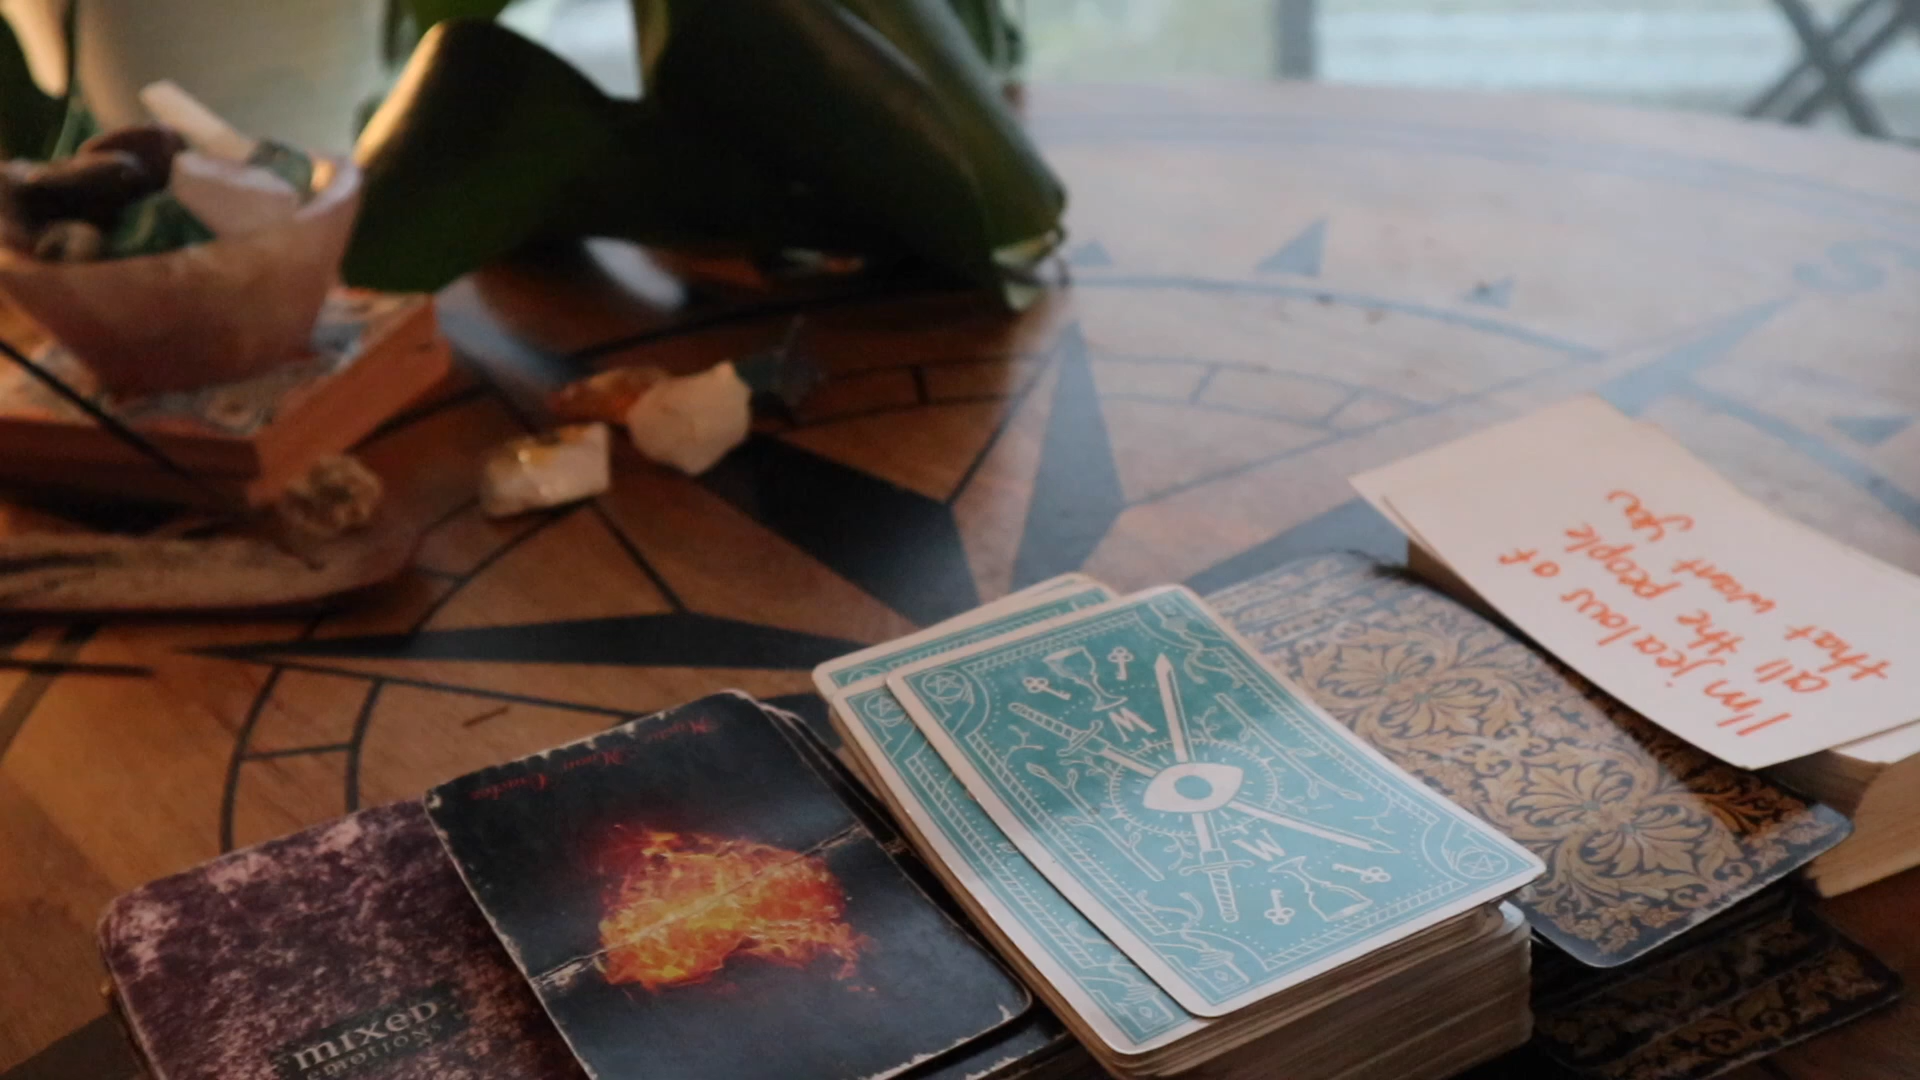 I'm jealous of
all the people
that want you
mixed
emotions
W
W
S